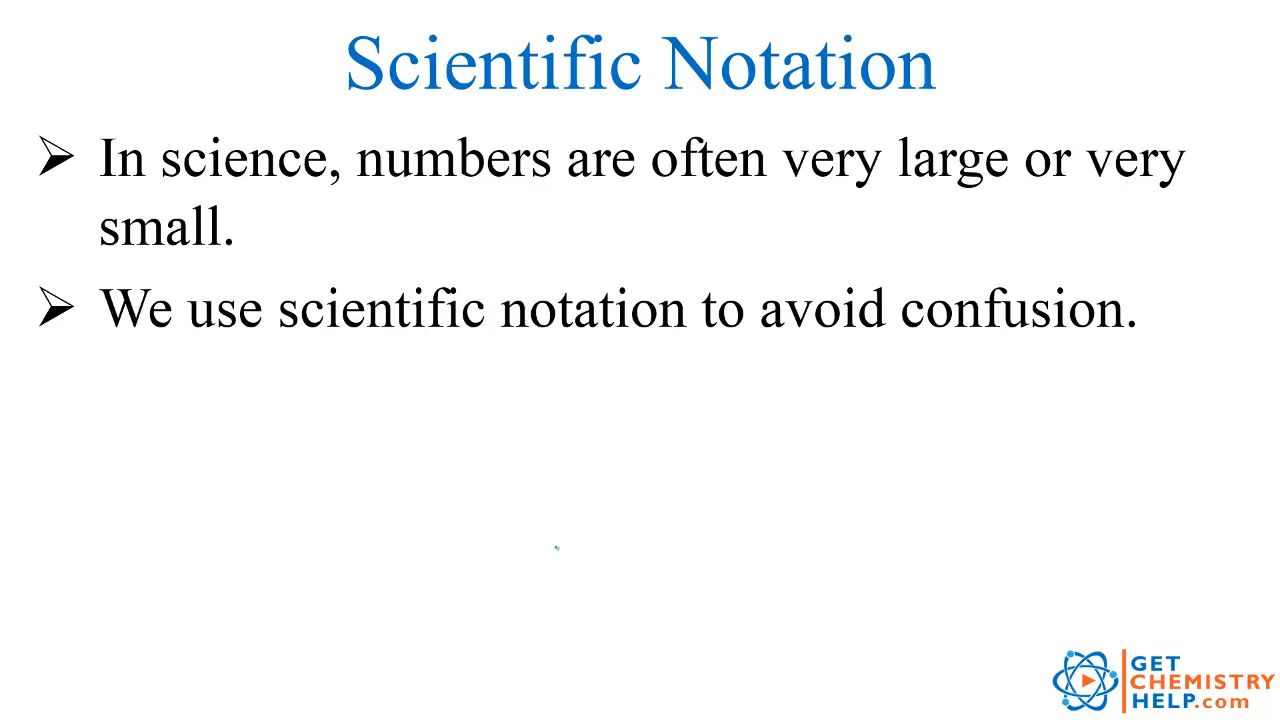 Scientific Notation
➢ In science, numbers are often very large or very
small.
➢ We use scientific notation to avoid confusion.
GET
CHEMISTRY
HELP.com